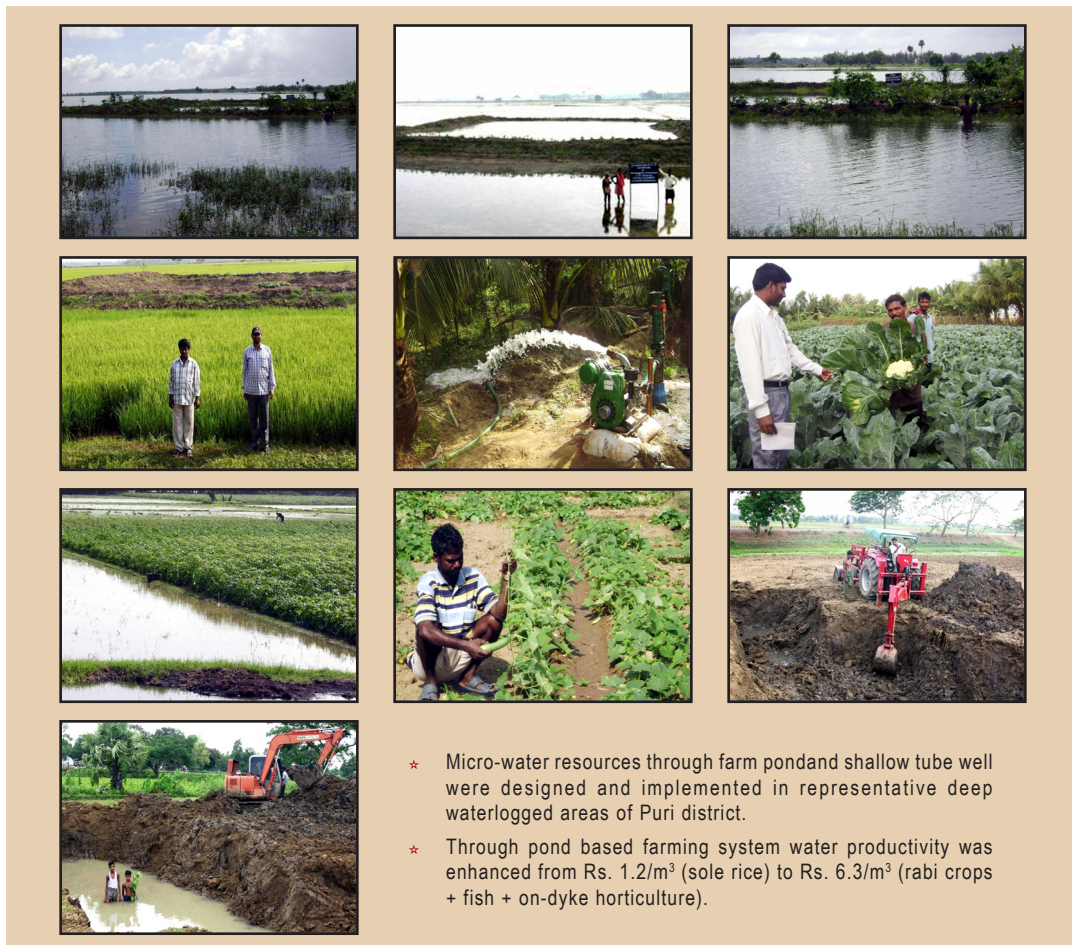 ☆ Micro-water resources through farm pondand shallow tube well
were designed and implemented in representative deep
waterlogged areas of Puri district.
☆ Through pond based farming system water productivity was
enhanced from Rs. 1.2/m³ (sole rice) to Rs. 6.3/m³ (rabi crops
+ fish + on-dyke horticulture).